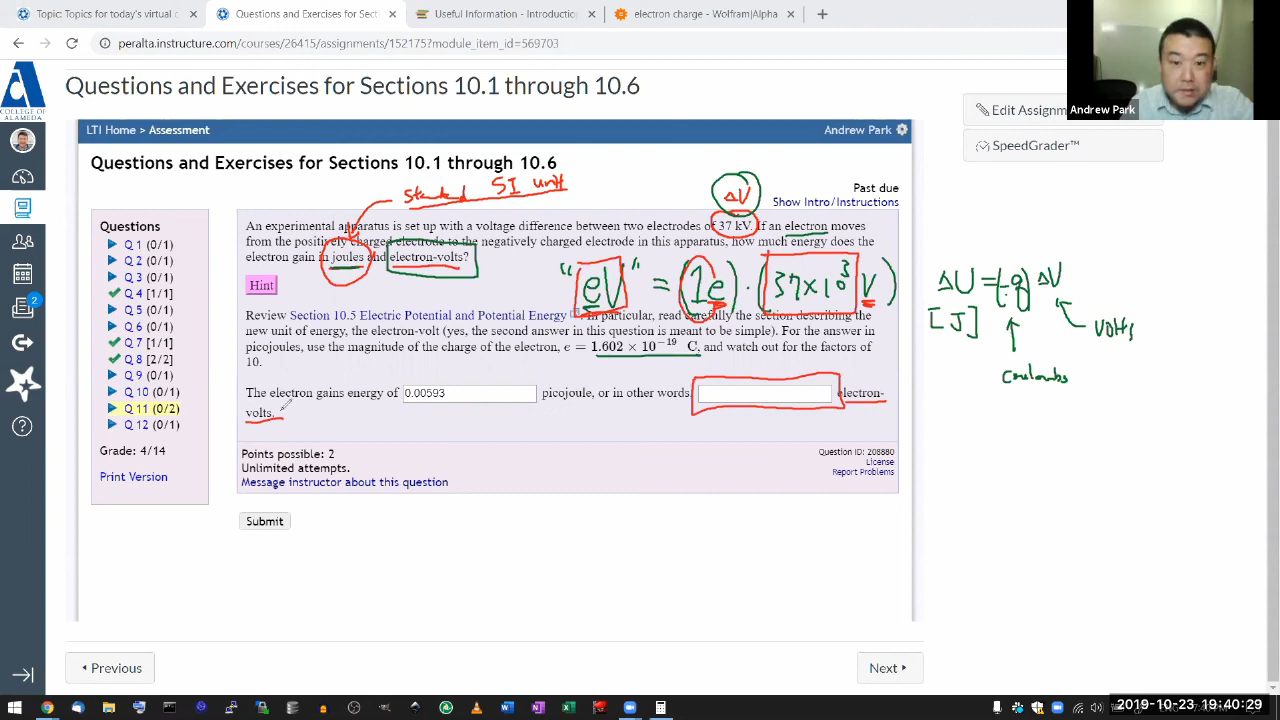 Topic: Topics for today's virtual c
Questions and Exercises for Secti
Useful Information - Introduction
electron charge - Wolfram|Alpha
peralta.instructure.com/courses/26415/assignments/152175?module_item_id=569703
Andrew Park
COLLEGE OF
ALAMEDA
Questions and Exercises for Sections 10.1 through 10.6
Edit Assignm
SpeedGrader™
LTI Home > Assessment
Andrew Park
Questions and Exercises for Sections 10.1 through 10.6
Past due
Show Intro/Instructions
Standard SI unit
ΔV
Questions
Q 1 (0/1)
Q 2 (0/1)
Q 3 (0/1)
Q 4 [1/1]
Q 5 (0/1)
Q 6 (0/1)
Q 7 [1/1]
Q 8 [2/2]
Q 9 (0/1)
Q 10 (0/1)
Q 11 (0/2)
Q 12 (0/1)
Grade: 4/14
Print Version
2
An experimental apparatus is set up with a voltage difference between two electrodes of 37 kV. If an electron moves
from the positively charged electrode to the negatively charged electrode in this apparatus, how much energy does the
electron gain in joules and electron-volts?
"eV" = (1e) · (37×10³ V)
ΔU = (-q) ΔV
[J]
Volts
Coulombs
Hint
Review Section 10.5 Electric Potential and Potential Energy. In particular, read carefully the section describing the
new unit of energy, the electron-volt (yes, the second answer in this question is meant to be simple). For the answer in
picojoules, use the magnitude of the charge of the electron, e = 1.602 × 10⁻¹⁹ C, and watch out for the factors of
10.
The electron gains energy of 0.00593 picojoule, or in other words, electron-
volts.
Points possible: 2
Unlimited attempts.
Message instructor about this question
Question ID: 208880
License
Report Problems
Submit
Previous
Next
2019-10-23 19:40:29